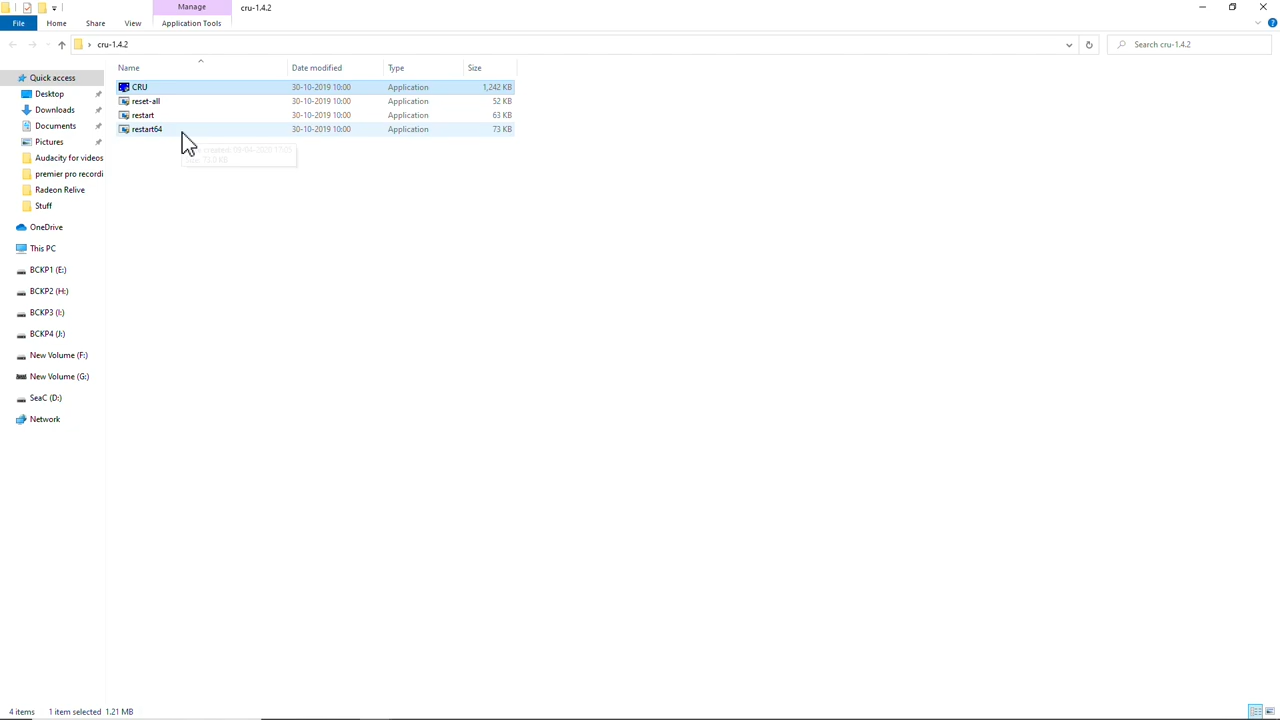 Manage
cru-1.4.2
File
Home
Share
View
Application Tools
cru-1.4.2
Search cru-1.4.2
Name
Date modified
Type
Size
Quick access
Desktop
Downloads
Documents
Pictures
Audacity for videos
premier pro recordi
Radeon Relive
Stuff
OneDrive
This PC
BCKP1 (E:)
BCKP2 (H:)
BCKP3 (I:)
BCKP4 (J:)
New Volume (F:)
New Volume (G:)
SeaC (D:)
Network
CRU 30-10-2019 10:00 Application 1,242 KB
reset-all 30-10-2019 10:00 Application 52 KB
restart 30-10-2019 10:00 Application 63 KB
restart64 30-10-2019 10:00 Application 73 KB
4 items 1 item selected 1.21 MB